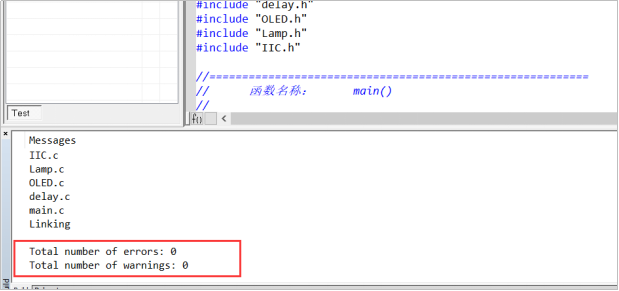 #include "delay.h"
#include "OLED.h"
#include "Lamp.h"
#include "IIC.h"
//==========================================================
// 函数名称： main()
//
Test
f()
Messages
IIC.c
Lamp.c
OLED.c
delay.c
main.c
Linking
Total number of errors: 0
Total number of warnings: 0